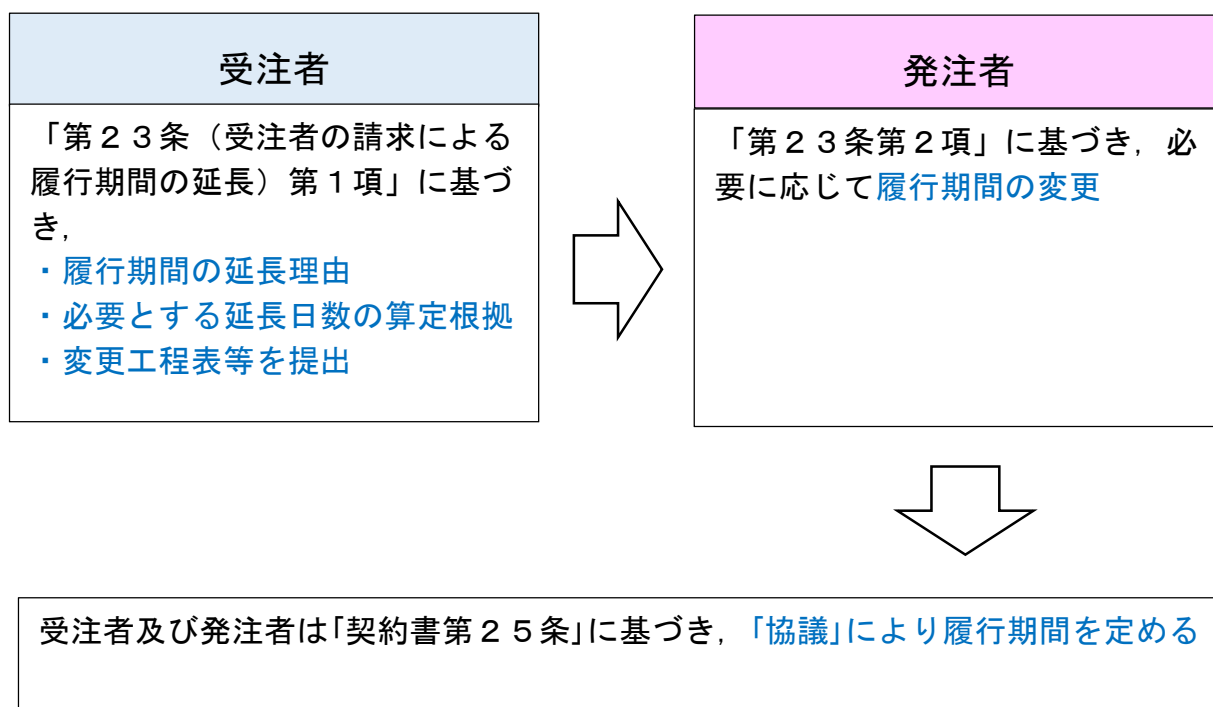 受注者
「第２３条（受注者の請求による
履行期間の延長）第１項」に基づ
き，
・履行期間の延長理由
・必要とする延長日数の算定根拠
・変更工程表等を提出
発注者
「第２３条第２項」に基づき，必
要に応じて履行期間の変更
受注者及び発注者は「契約書第２５条」に基づき，「協議」により履行期間を定める